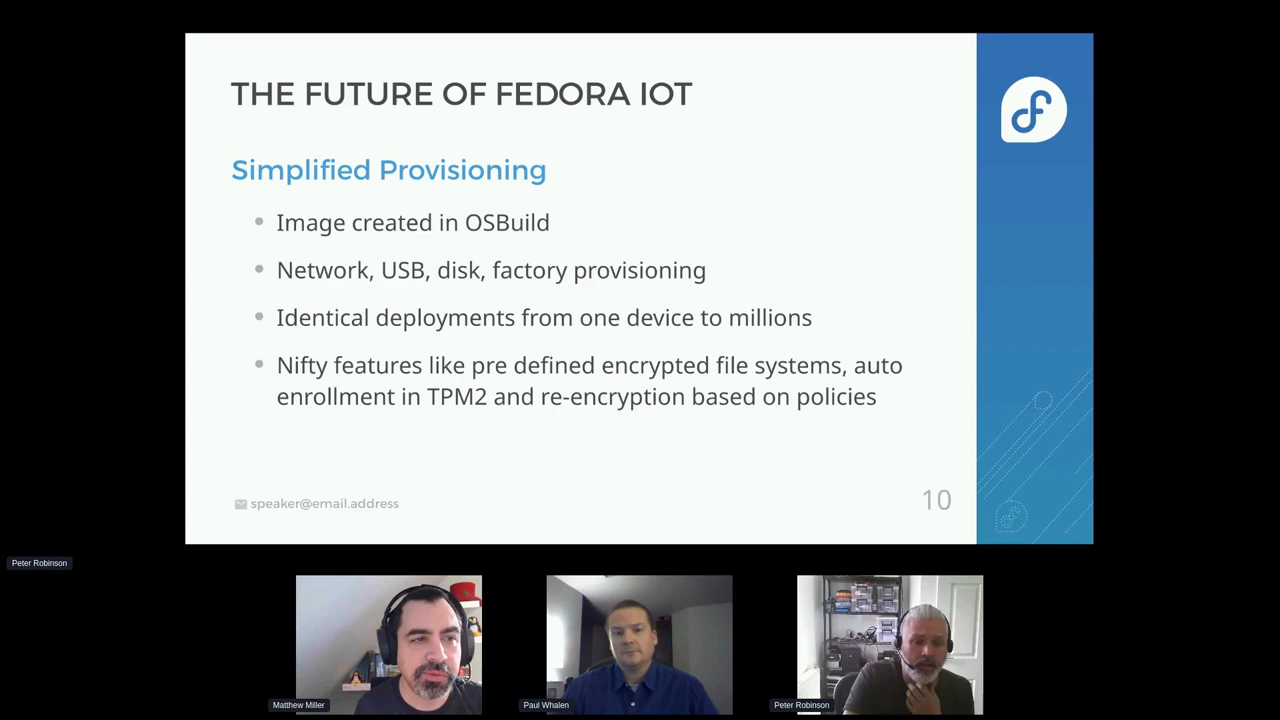 THE FUTURE OF FEDORA IOT
Simplified Provisioning
Image created in OSBuild
Network, USB, disk, factory provisioning
Identical deployments from one device to millions
Nifty features like pre defined encrypted file systems, auto
enrollment in TPM2 and re-encryption based on policies
speaker@email.address
10
Peter Robinson
Matthew Miller
Paul Whalen
Peter Robinson